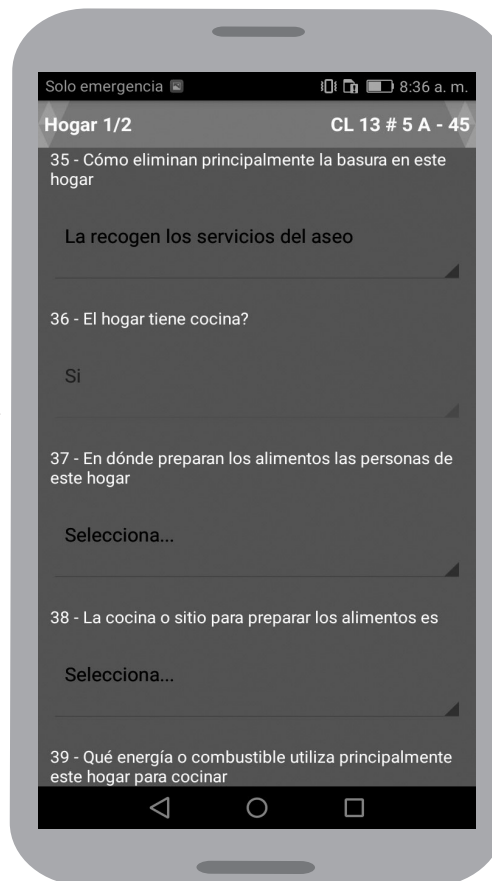 Solo emergencia 8:36 a. m.
Hogar 1/2 CL 13 # 5 A - 45
35 - Cómo eliminan principalmente la basura en este
hogar
La recogen los servicios del aseo
36 - El hogar tiene cocina?
Si
37 - En dónde preparan los alimentos las personas de
este hogar
Selecciona...
38 - La cocina o sitio para preparar los alimentos es
Selecciona...
39 - Qué energía o combustible utiliza principalmente
este hogar para cocinar